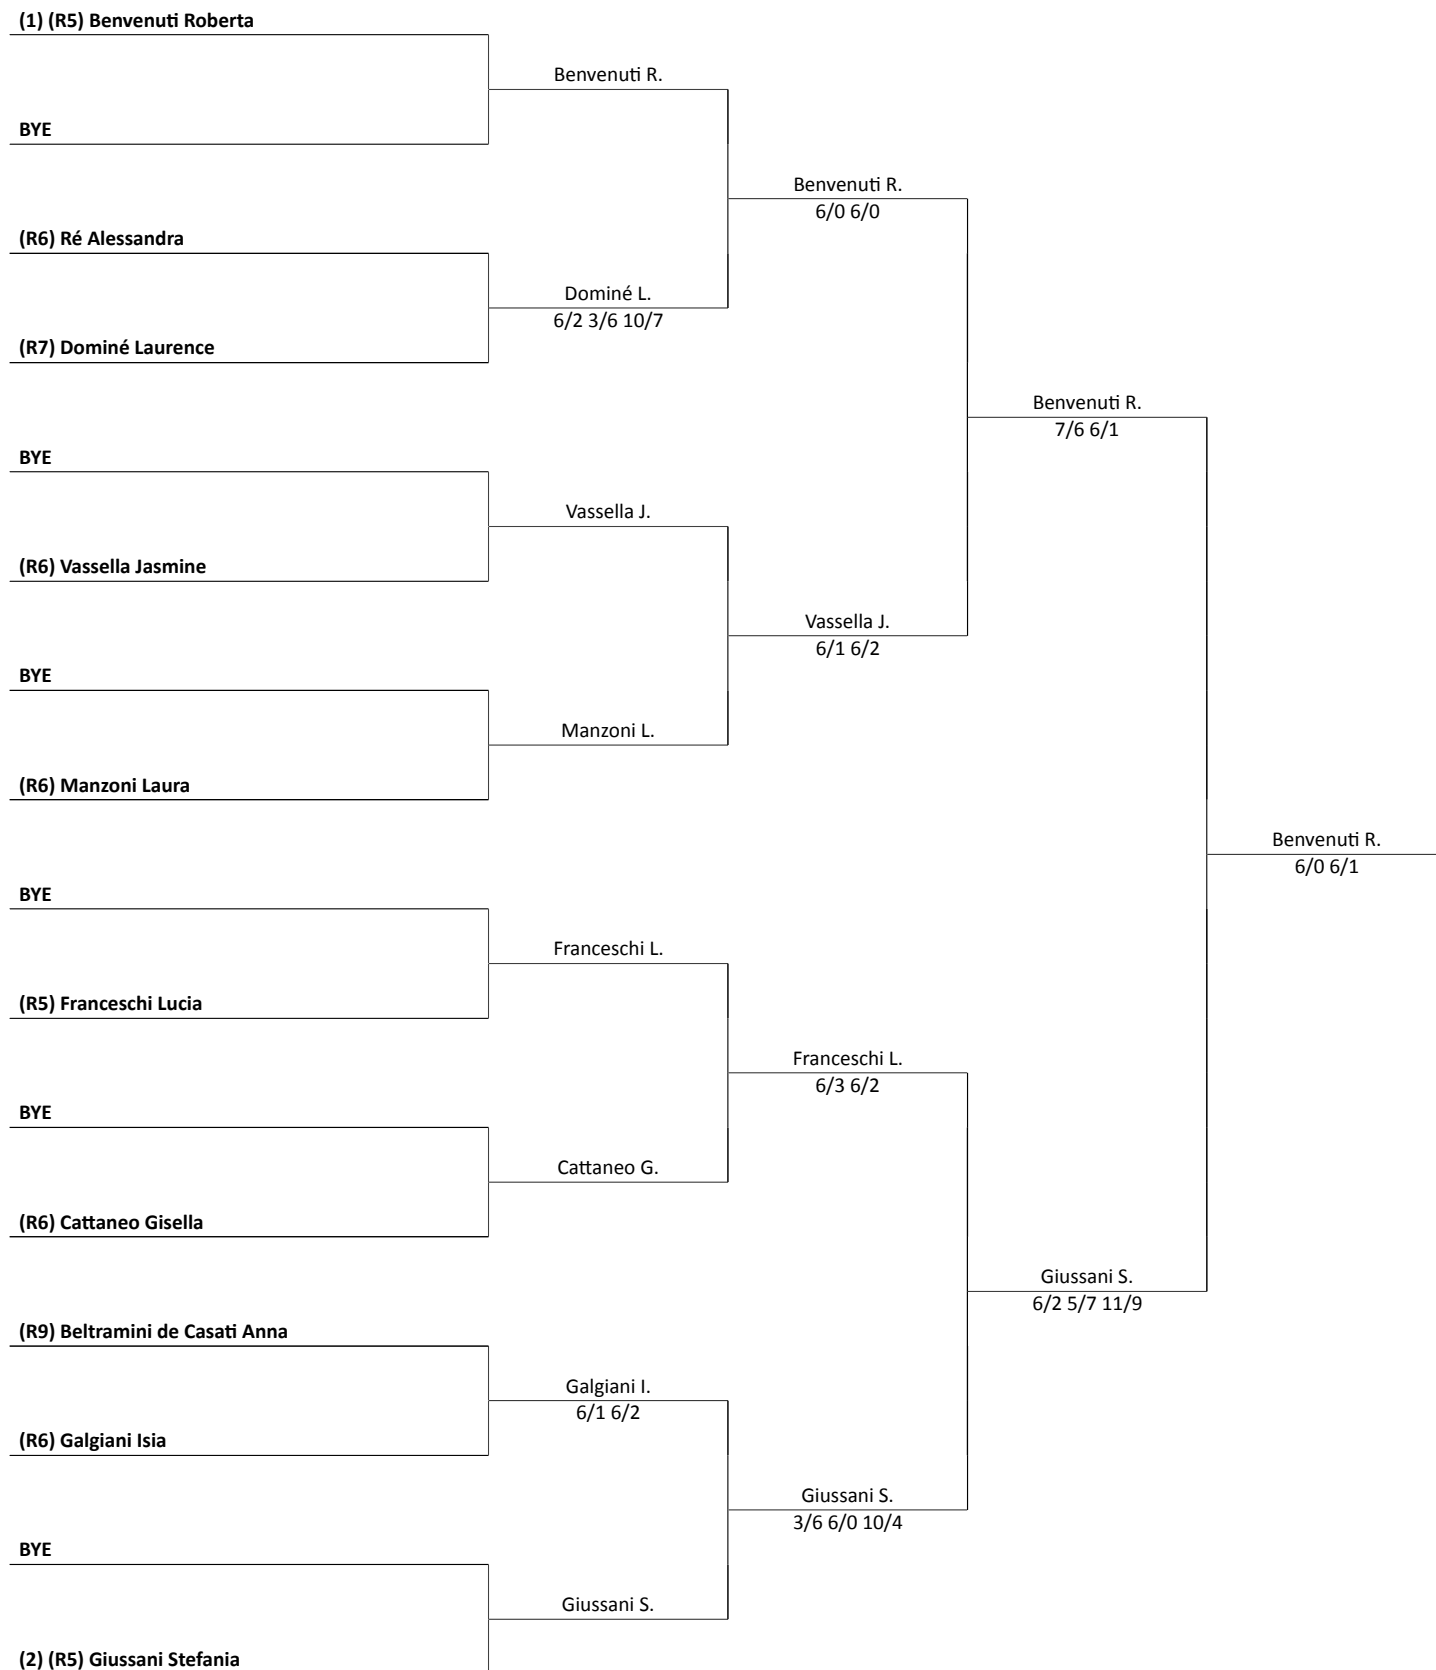 (1) (R5) Benvenuti Roberta
Benvenuti R.
BYE
Benvenuti R.
6/0 6/0
(R6) Ré Alessandra
Dominé L.
6/2 3/6 10/7
(R7) Dominé Laurence
Benvenuti R.
7/6 6/1
BYE
Vassella J.
(R6) Vassella Jasmine
Vassella J.
6/1 6/2
BYE
Manzoni L.
(R6) Manzoni Laura
Benvenuti R.
6/0 6/1
BYE
Franceschi L.
(R5) Franceschi Lucia
Franceschi L.
6/3 6/2
BYE
Cattaneo G.
(R6) Cattaneo Gisella
Giussani S.
6/2 5/7 11/9
(R9) Beltramini de Casati Anna
Galgiani I.
6/1 6/2
(R6) Galgiani Isia
Giussani S.
3/6 6/0 10/4
BYE
Giussani S.
(2) (R5) Giussani Stefania